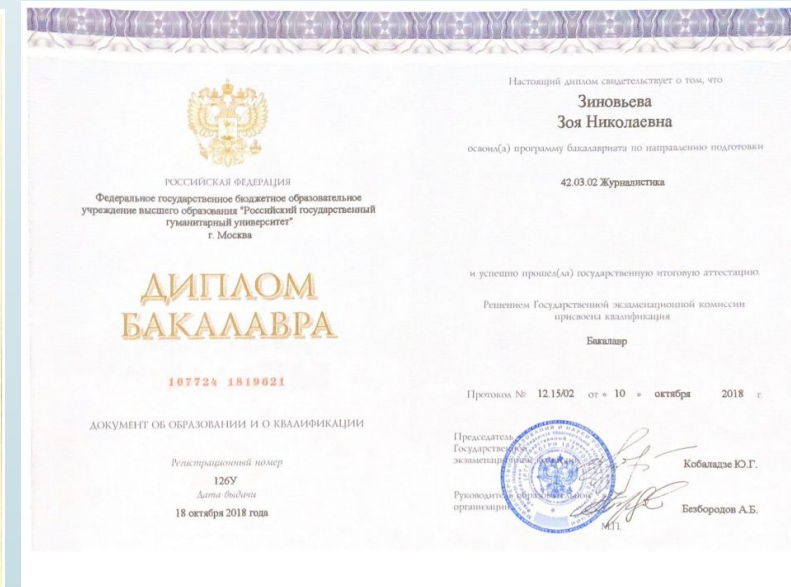 РОССИЙСКАЯ ФЕДЕРАЦИЯ
Федеральное государственное бюджетное образовательное
учреждение высшего образования "Российский государственный
гуманитарный университет"
г. Москва
ДИПЛОМ
БАКАЛАВРА
107724 1819621
ДОКУМЕНТ ОБ ОБРАЗОВАНИИ И О КВАЛИФИКАЦИИ
Регистрационный номер
126У
Дата выдачи
18 октября 2018 года
Настоящий диплом свидетельствует о том, что
Зиновьева
Зоя Николаевна
освоил(а) программу бакалавриата по направлению подготовки
42.03.02 Журналистика
и успешно прошел(ла) государственную итоговую аттестацию.
Решением Государственной экзаменационной комиссии
присвоена квалификация
Бакалавр
Протокол № 12.15/02 от « 10 » октября 2018 г.
Председатель
Государственной
экзаменационной комиссии
Кобаладзе Ю.Г.
Руководитель образовательной
организации
Безбородов А.Б.
М.П.